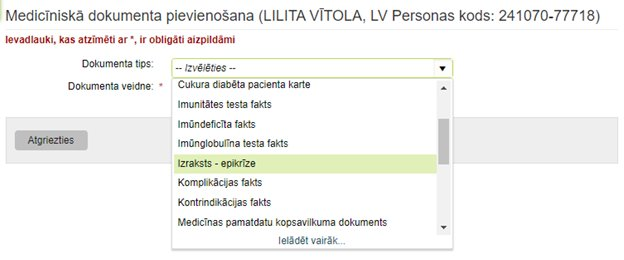 Medicīniskā dokumenta pievienošana (LILITA VĪTOLA, LV Personas kods: 241070-77718)
Ievadlauki, kas atzīmēti ar *, ir obligāti aizpildāmi
Dokumenta tips:
-- Izvēlēties --
Dokumenta veidne: *
Cukura diabēta pacienta karte
Imunitātes testa fakts
Imūndeficīta fakts
Imūnglobulīna testa fakts
Izraksts - epikrīze
Komplikācijas fakts
Kontrindikācijas fakts
Medicīnas pamatdatu kopsavilkuma dokuments
Ielādēt vairāk...
Atgriezties